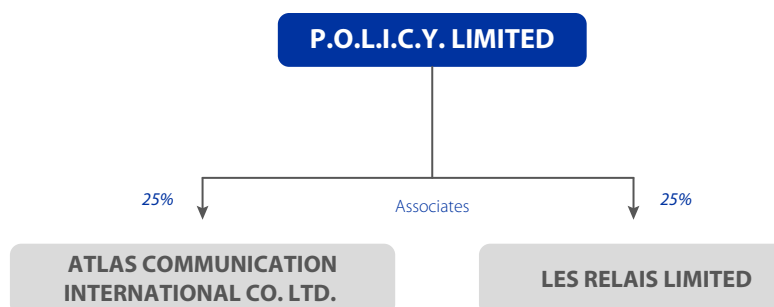 P.O.L.I.C.Y. LIMITED
25%
Associates
25%
ATLAS COMMUNICATION
INTERNATIONAL CO. LTD.
LES RELAIS LIMITED